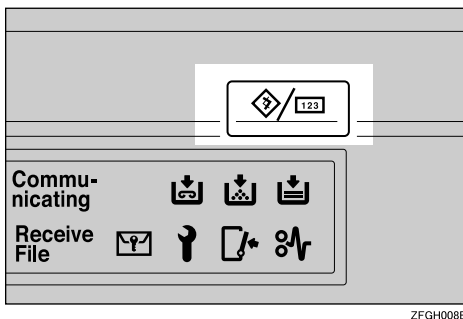 123
Commu-
nicating
Receive
File
ZFGH008E